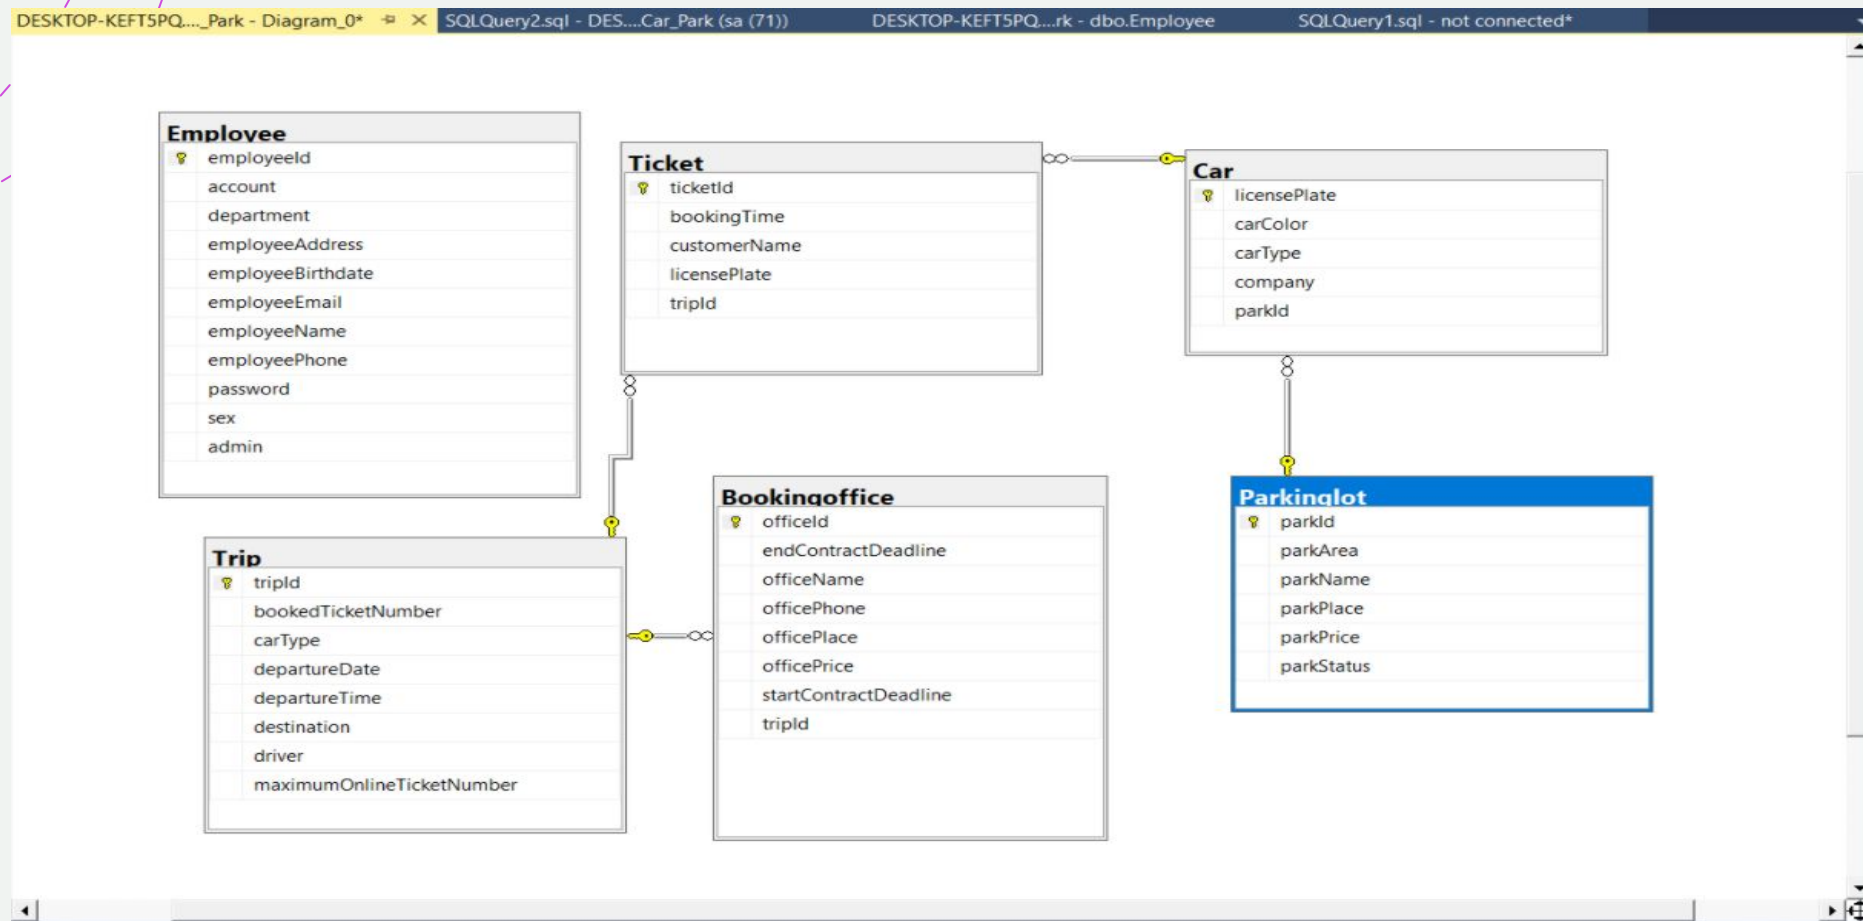 DESKTOP-KEFT5PQ...._Park - Diagram_0*
SQLQuery2.sql - DES....Car_Park (sa (71))
DESKTOP-KEFT5PQ....rk - dbo.Employee
SQLQuery1.sql - not connected*
Employee
employeeId
account
department
employeeAddress
employeeBirthdate
employeeEmail
employeeName
employeePhone
password
sex
admin
Ticket
ticketId
bookingTime
customerName
licensePlate
tripId
Car
licensePlate
carColor
carType
company
parkId
Trip
tripId
bookedTicketNumber
carType
departureDate
departureTime
destination
driver
maximumOnlineTicketNumber
Bookingoffice
officeId
endContractDeadline
officeName
officePhone
officePlace
officePrice
startContractDeadline
tripId
Parkinglot
parkId
parkArea
parkName
parkPlace
parkPrice
parkStatus